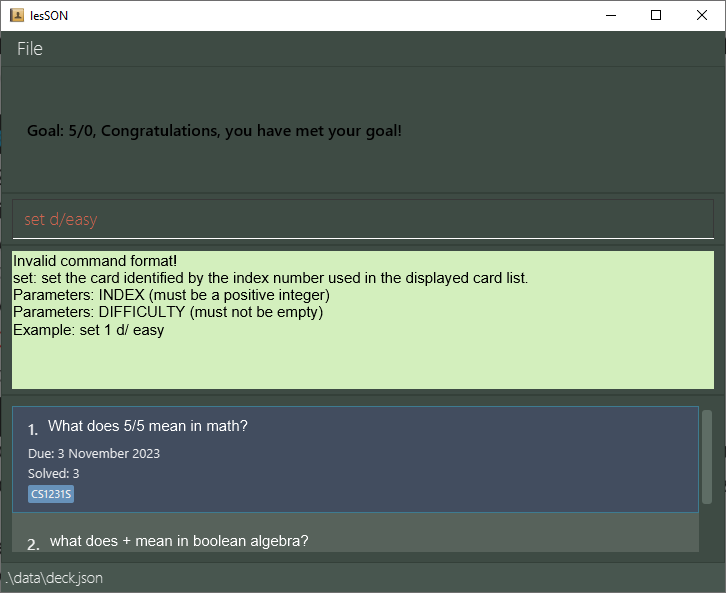 lesSON
File
Goal: 5/0, Congratulations, you have met your goal!
set d/easy
Invalid command format!
set: set the card identified by the index number used in the displayed card list.
Parameters: INDEX (must be a positive integer)
Parameters: DIFFICULTY (must not be empty)
Example: set 1 d/ easy
1. What does 5/5 mean in math?
Due: 3 November 2023
Solved: 3
CS1231S
2. what does + mean in boolean algebra?
.\data\deck.json